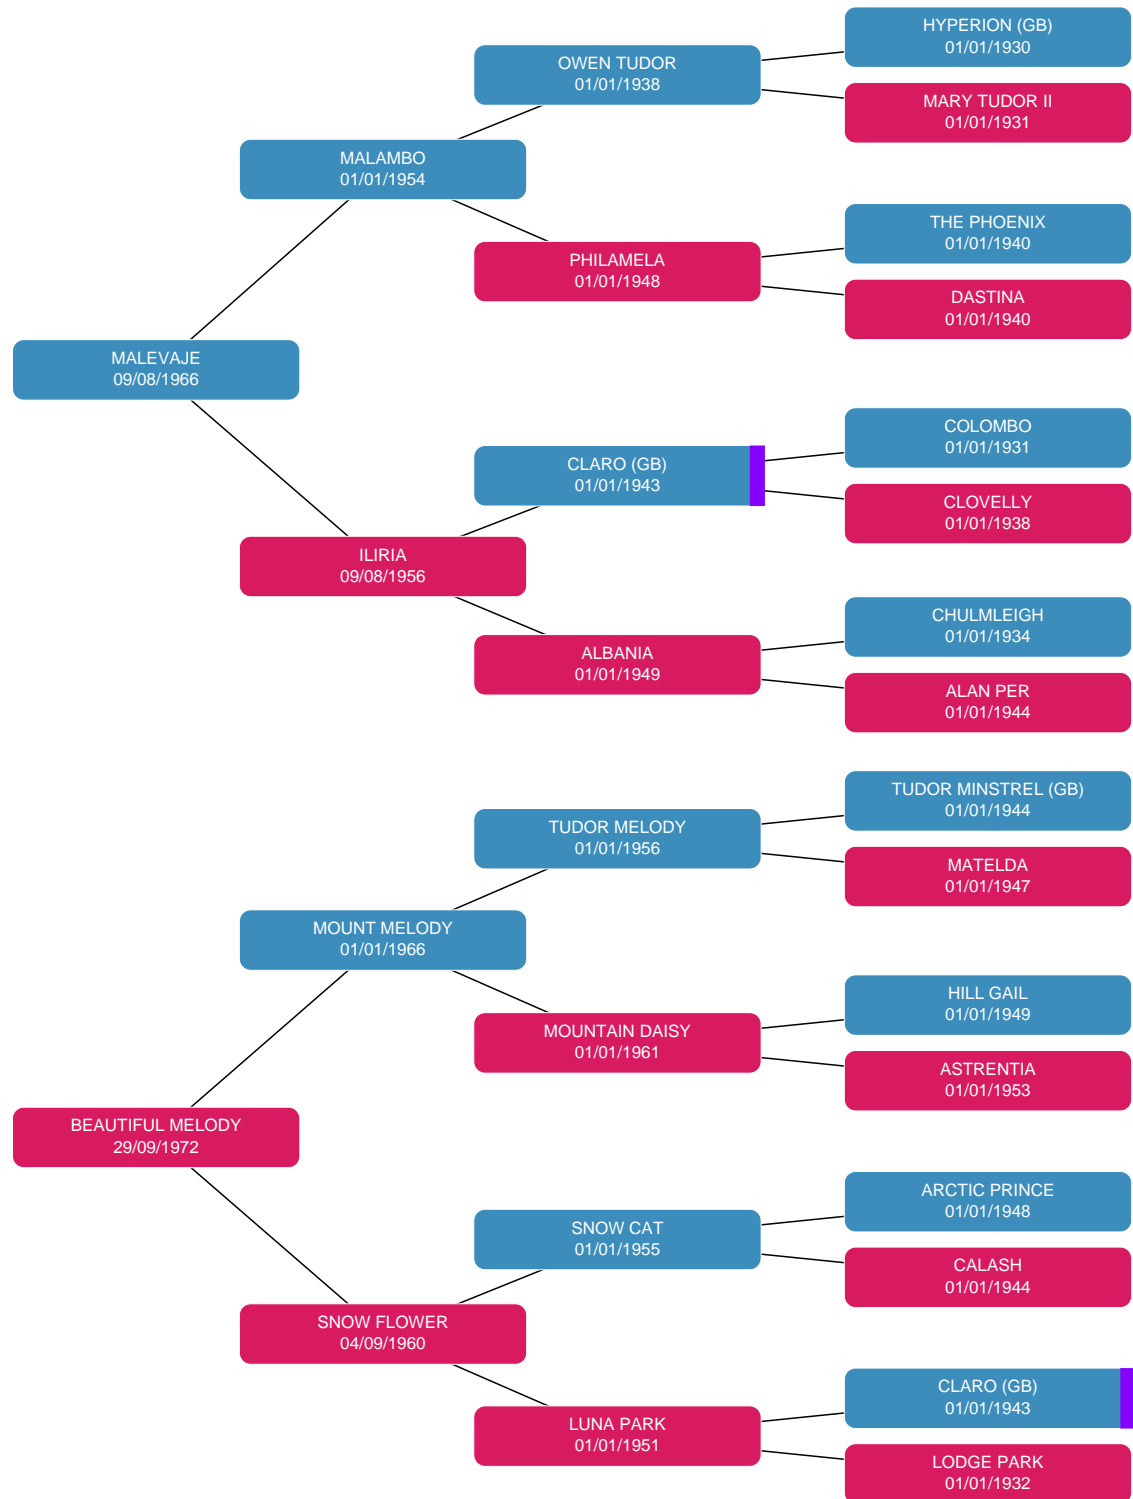 HYPERION (GB)
01/01/1930
OWEN TUDOR
01/01/1938
MARY TUDOR II
01/01/1931
MALAMBO
01/01/1954
THE PHOENIX
01/01/1940
PHILAMELA
01/01/1948
DASTINA
01/01/1940
MALEVAJE
09/08/1966
COLOMBO
01/01/1931
CLARO (GB)
01/01/1943
CLOVELLY
01/01/1938
ILIRIA
09/08/1956
CHULMLEIGH
01/01/1934
ALBANIA
01/01/1949
ALAN PER
01/01/1944
TUDOR MINSTREL (GB)
01/01/1944
TUDOR MELODY
01/01/1956
MATELDA
01/01/1947
MOUNT MELODY
01/01/1966
HILL GAIL
01/01/1949
MOUNTAIN DAISY
01/01/1961
ASTRENTIA
01/01/1953
BEAUTIFUL MELODY
29/09/1972
ARCTIC PRINCE
01/01/1948
SNOW CAT
01/01/1955
CALASH
01/01/1944
SNOW FLOWER
04/09/1960
CLARO (GB)
01/01/1943
LUNA PARK
01/01/1951
LODGE PARK
01/01/1932